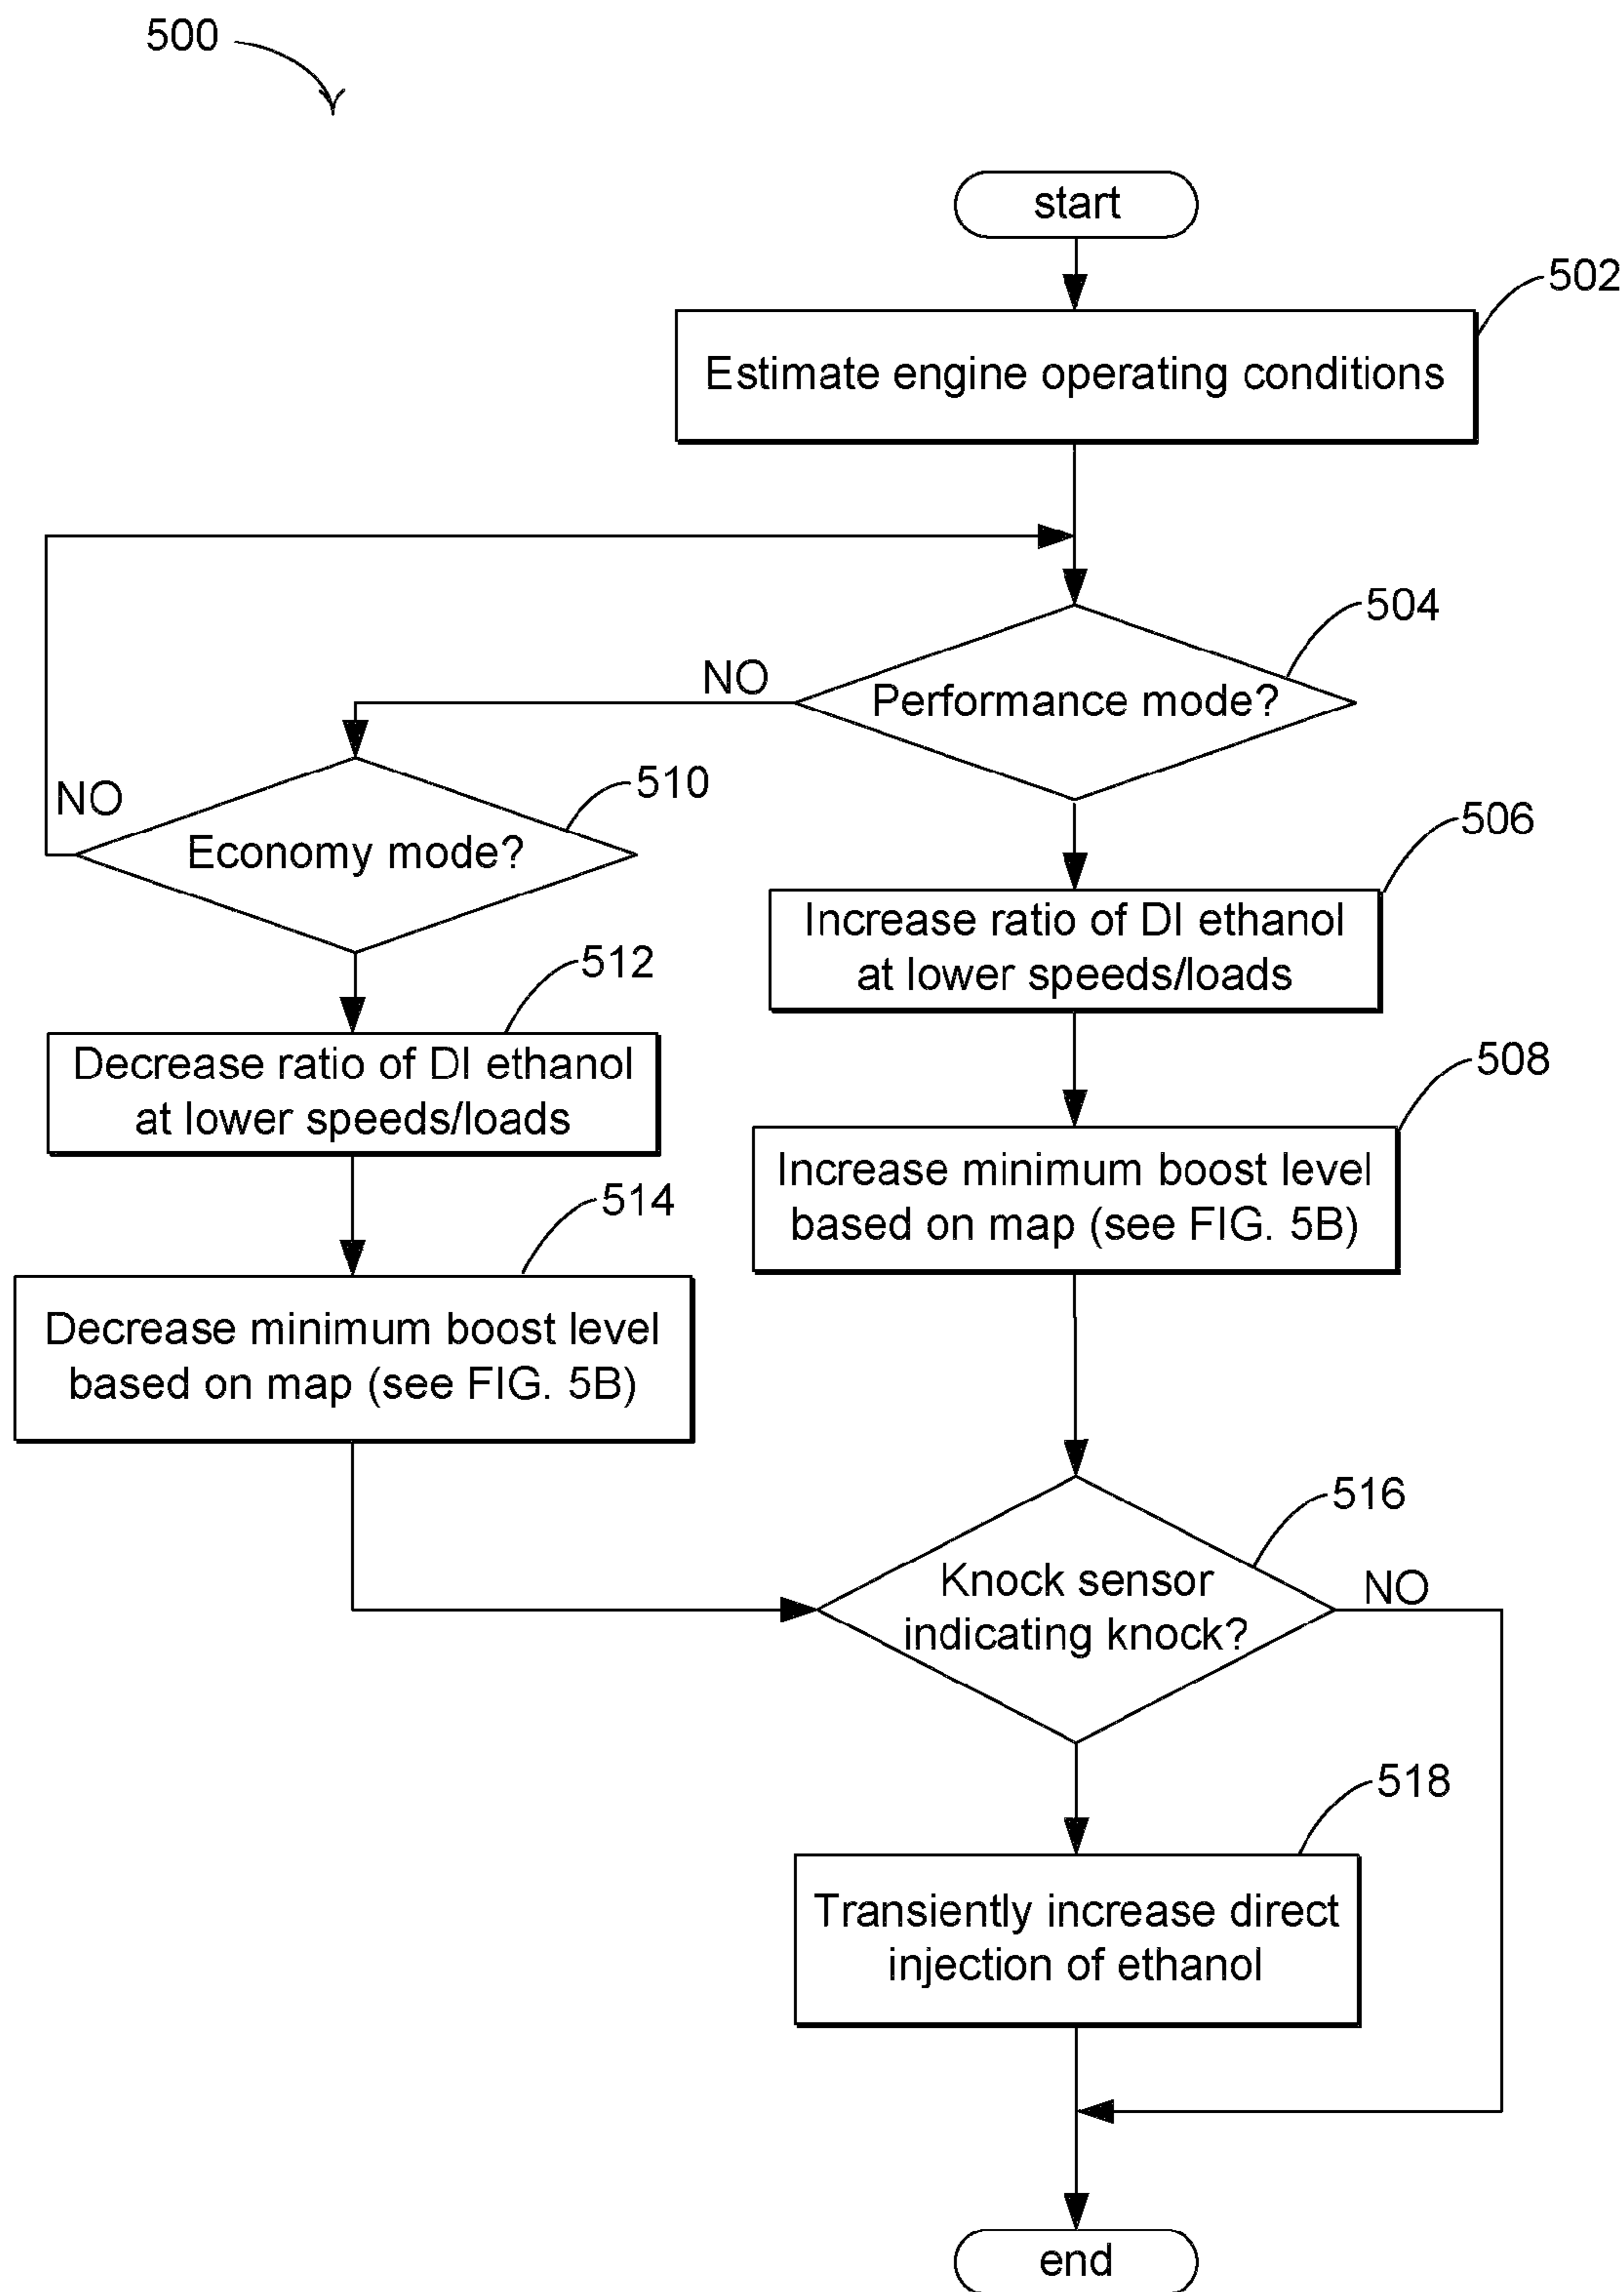 500
start
502
Estimate engine operating conditions
504
NO
Performance mode?
510
NO
Economy mode?
506
Increase ratio of DI ethanol
at lower speeds/loads
512
Decrease ratio of DI ethanol
at lower speeds/loads
508
Increase minimum boost level
based on map (see FIG. 5B)
514
Decrease minimum boost level
based on map (see FIG. 5B)
516
Knock sensor
indicating knock?
NO
518
Transiently increase direct
injection of ethanol
end